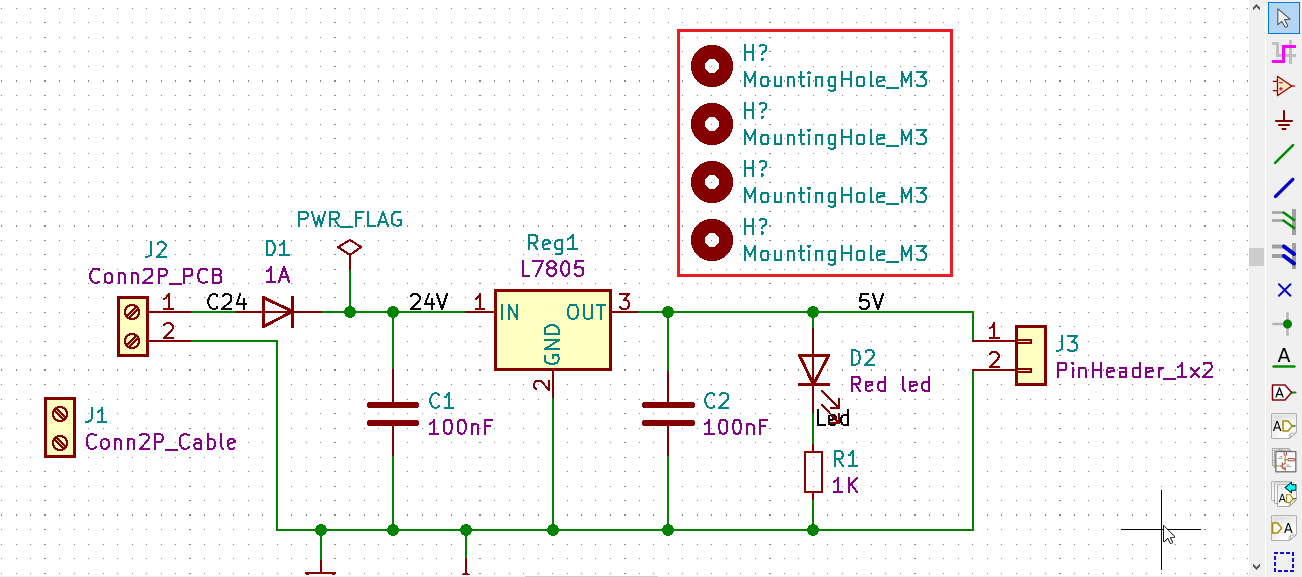 H?
MountingHole_M3
H?
MountingHole_M3
H?
MountingHole_M3
H?
MountingHole_M3
PWR_FLAG
J2
Conn2P_PCB
1
2
C24
D1
1A
24V
Reg1
L7805
1
IN
OUT
3
GND
2
5V
1
2
J3
PinHeader_1x2
D2
Red led
Led
J1
Conn2P_Cable
C1
100nF
C2
100nF
R1
1K
A
A
A
A
A